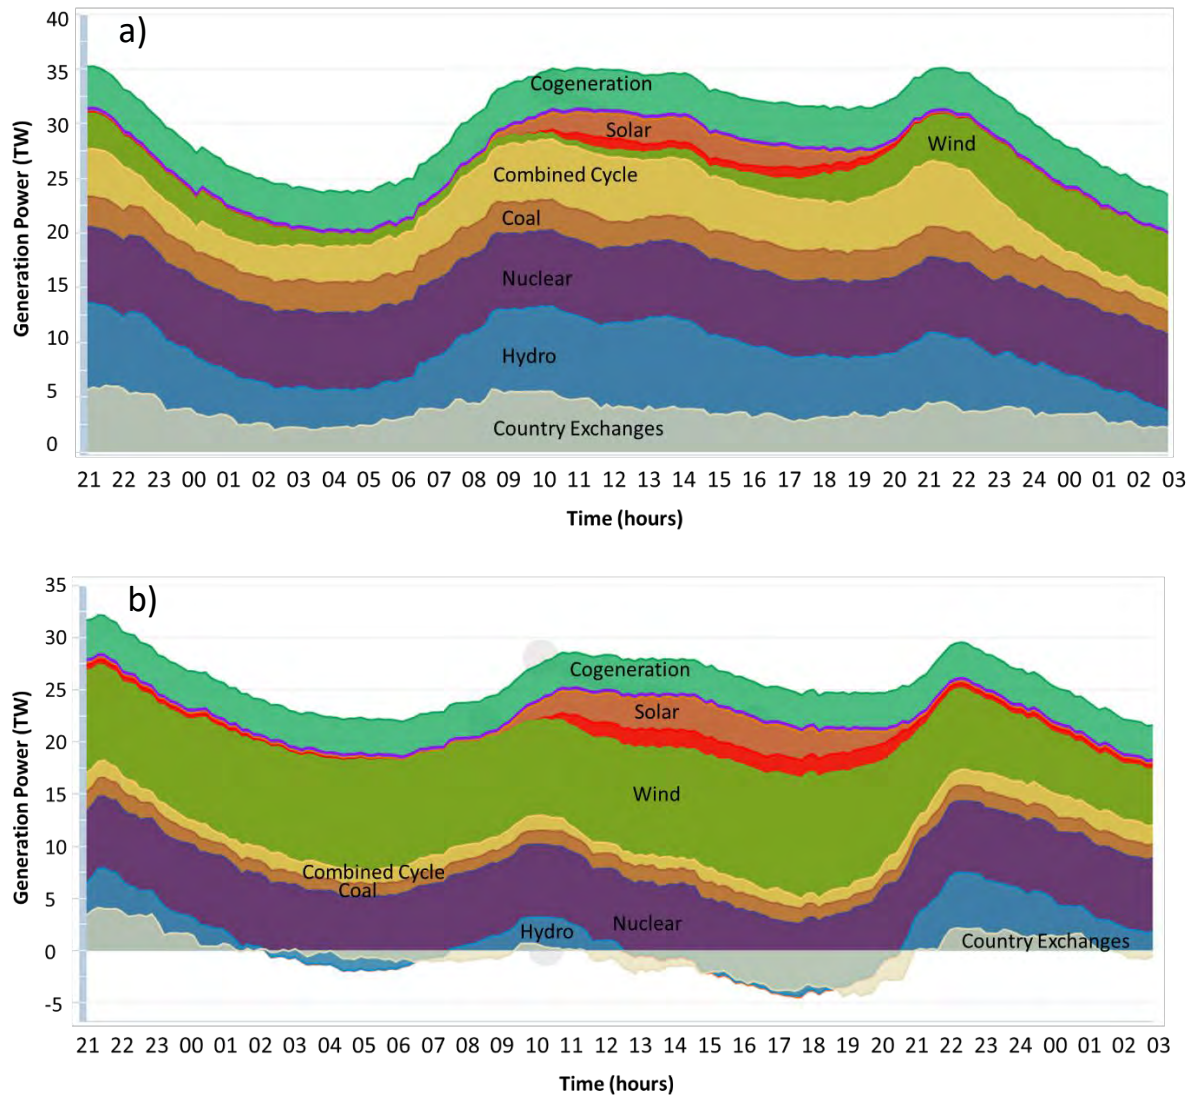 a)
40
35
30
25
20
15
10
5
0
Generation Power (TW)
Cogeneration
Solar
Wind
Combined Cycle
Coal
Nuclear
Hydro
Country Exchanges
21 22 23 00 01 02 03 04 05 06 07 08 09 10 11 12 13 14 15 16 17 18 19 20 21 22 23 24 00 01 02 03
Time (hours)
b)
35
30
25
20
15
10
5
0
-5
Generation Power (TW)
Cogeneration
Solar
Wind
Combined Cycle
Coal
Nuclear
Hydro
Country Exchanges
21 22 23 00 01 02 03 04 05 06 07 08 09 10 11 12 13 14 15 16 17 18 19 20 21 22 23 24 00 01 02 03
Time (hours)